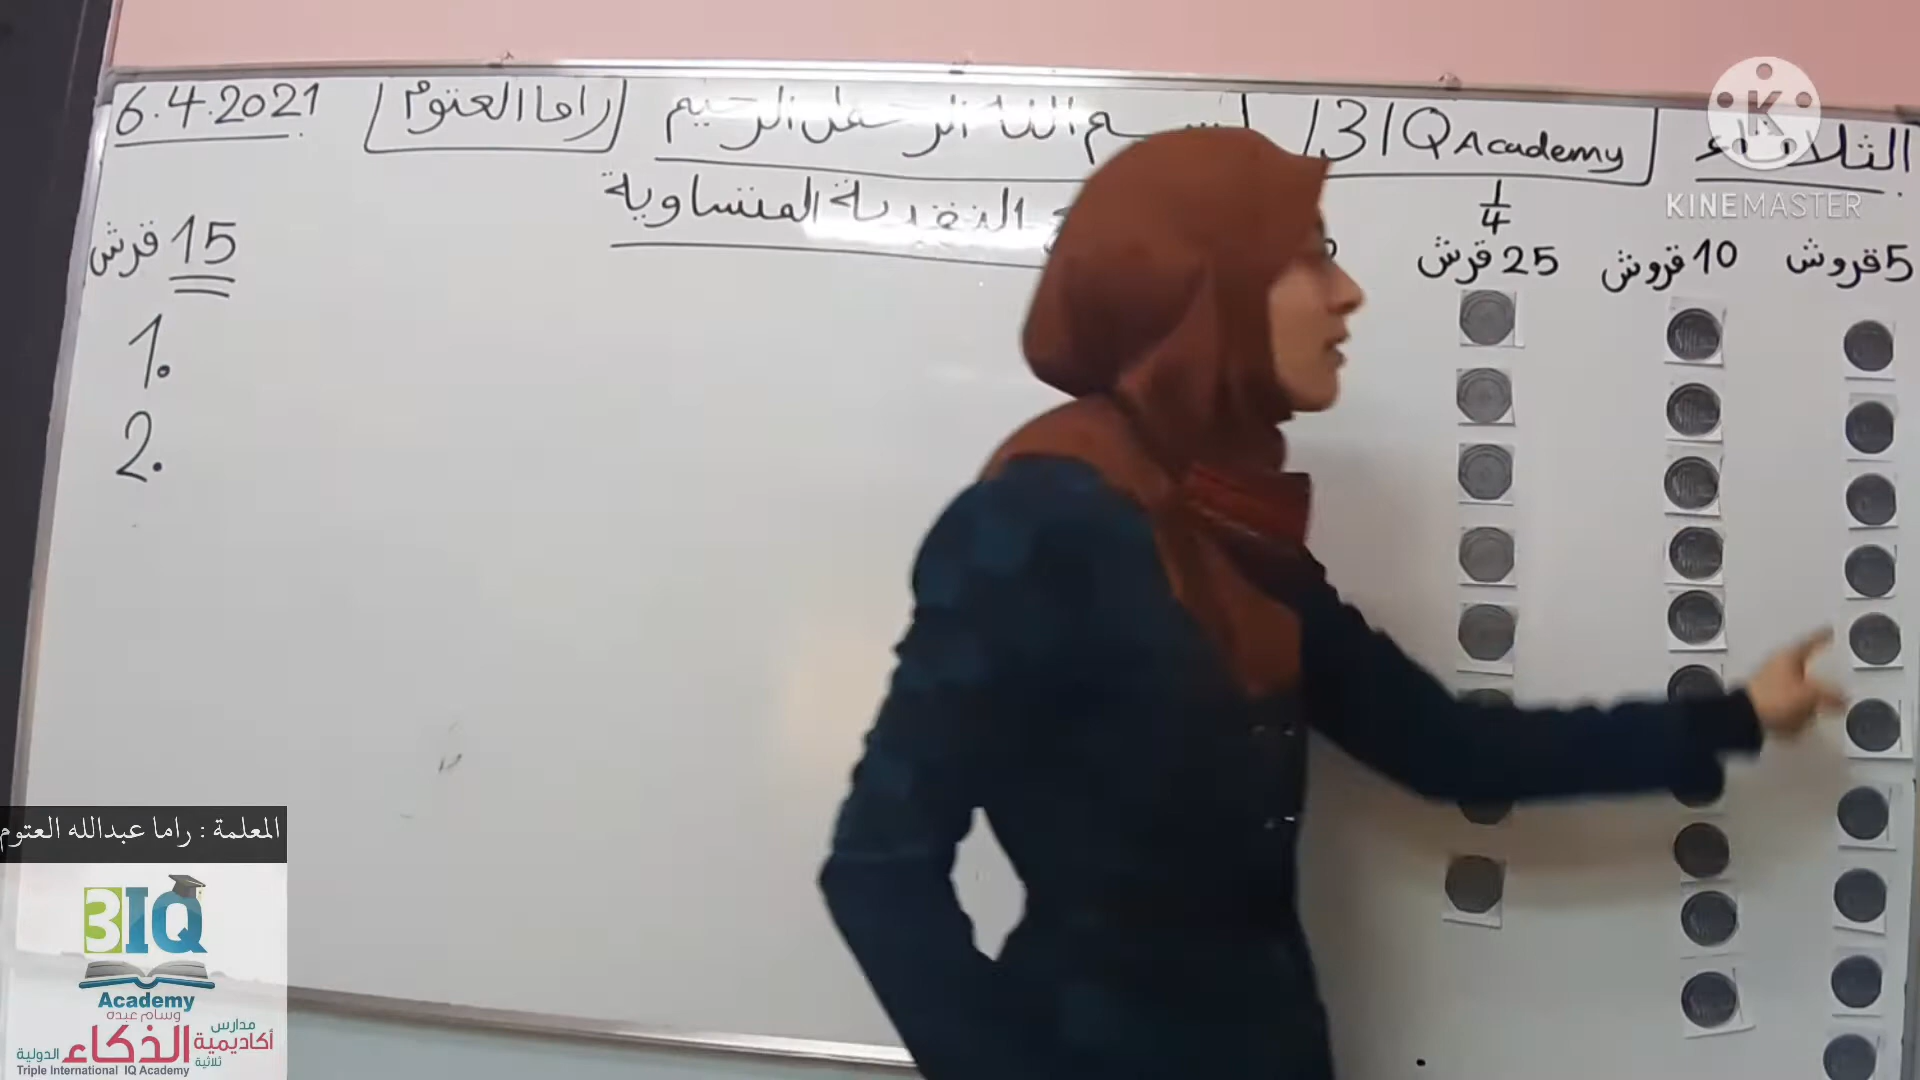 الثلاثاء
3IQ Academy
بسم الله الرحمن الرحيم
راما العتوم
6.4.2021
النقدية المتساوية
5 قروش
10 قروش
1/4
25 قرش
15 قرش
1.
2.
K
KINEMASTER
المعلمة : راما عبدالله العتوم
3IQ
Academy
وسام عبده
مدارس
أكاديمية الذكاء الدولية
ثلاثية
Triple International IQ Academy